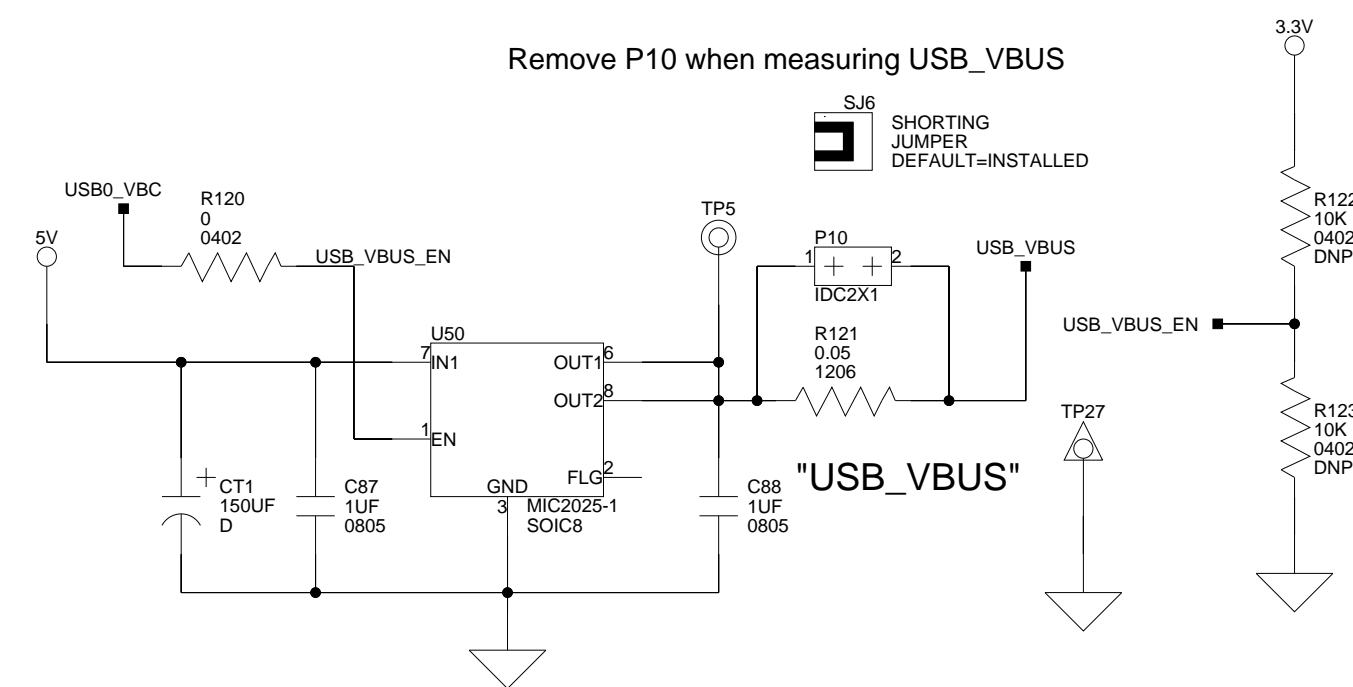 3.3V
Remove P10 when measuring USB_VBUS
SJ6
SHORTING
JUMPER
DEFAULT=INSTALLED
USB0_VBC
R120
0
0402
5V
USB_VBUS_EN
TP5
P10
1
2
IDC2X1
USB_VBUS
R122
10K
0402
DNP
USB_VBUS_EN
U50
7
IN1
OUT1
6
OUT2
8
1
EN
FLG
2
GND
3
MIC2025-1
SOIC8
R121
0.05
1206
"USB_VBUS"
TP27
R123
10K
0402
DNP
+
CT1
150UF
D
C87
1UF
0805
C88
1UF
0805